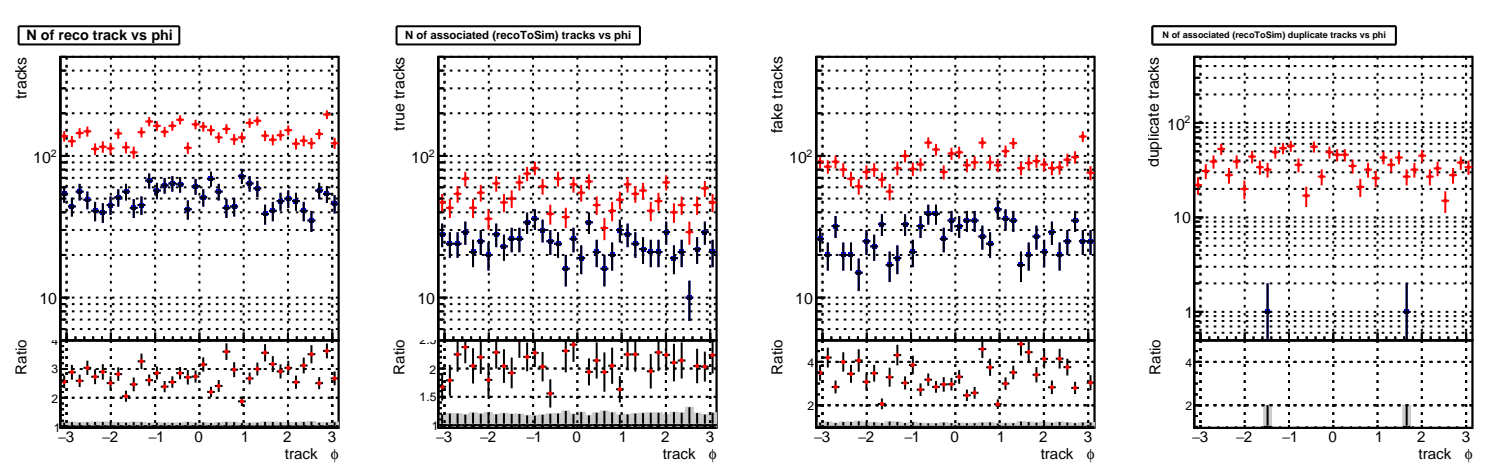 N of reco track vs phi
tracks
10²
10
Ratio
4
3
2
1
−3 −2 −1 0 1 2 3
track ϕ
N of associated (recoToSim) tracks vs phi
true tracks
10²
10
Ratio
2.5
2
1.5
1
−3 −2 −1 0 1 2 3
track ϕ
fake tracks
10²
10
Ratio
4
2
−3 −2 −1 0 1 2 3
track ϕ
N of associated (recoToSim) duplicate tracks vs phi
duplicate tracks
10²
10
1
Ratio
4
2
−3 −2 −1 0 1 2 3
track ϕ